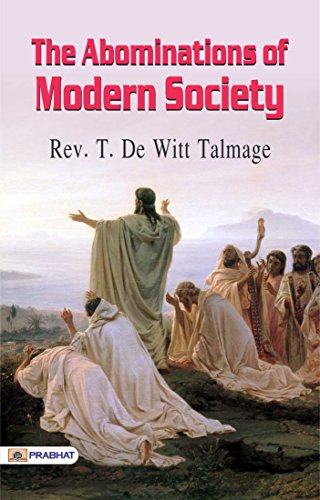 The Abominations of
Modern Society
Rev. T. De Witt Talmage
PRABHAT